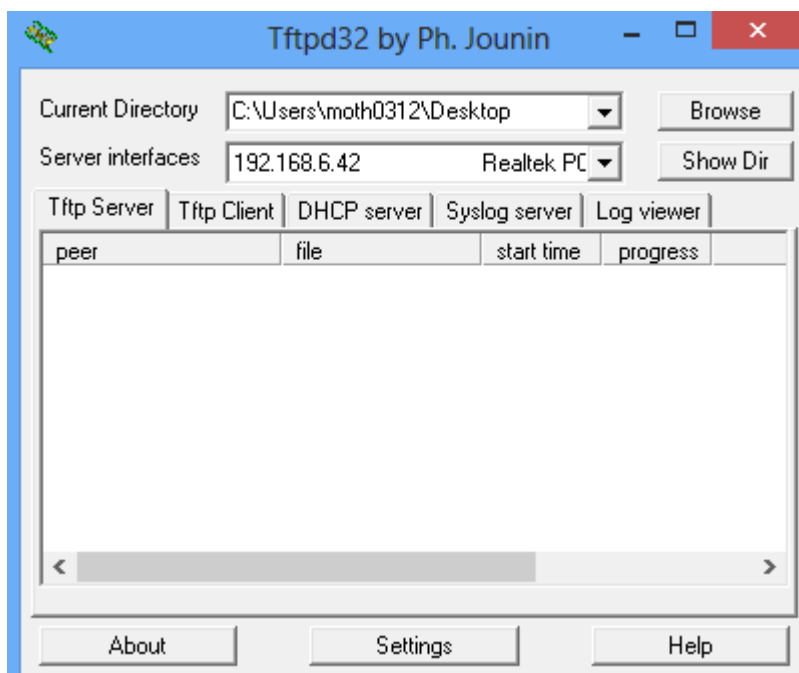 Tftpd32 by Ph. Jounin
Current Directory C:\Users\moth0312\Desktop Browse
Server interfaces 192.168.6.42 Realtek PC Show Dir
Tftp Server Tftp Client DHCP server Syslog server Log viewer
peer file start time progress
About Settings Help